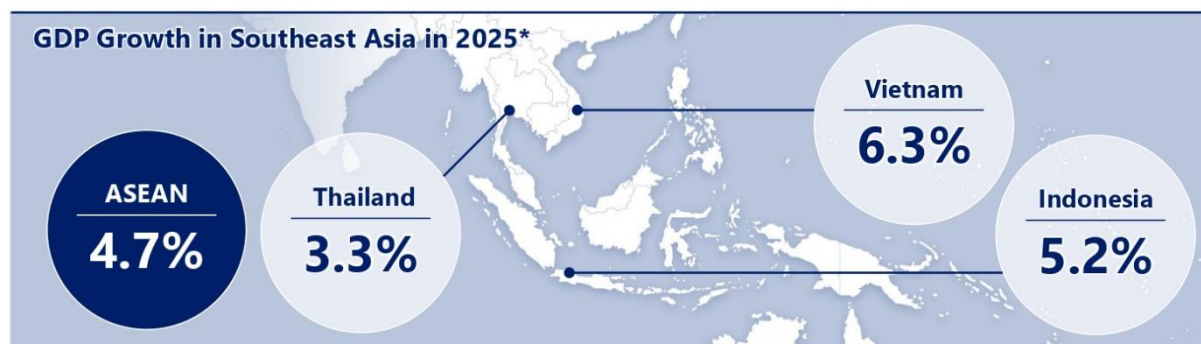 GDP Growth in Southeast Asia in 2025*
ASEAN
4.7%
Thailand
3.3%
Vietnam
6.3%
Indonesia
5.2%